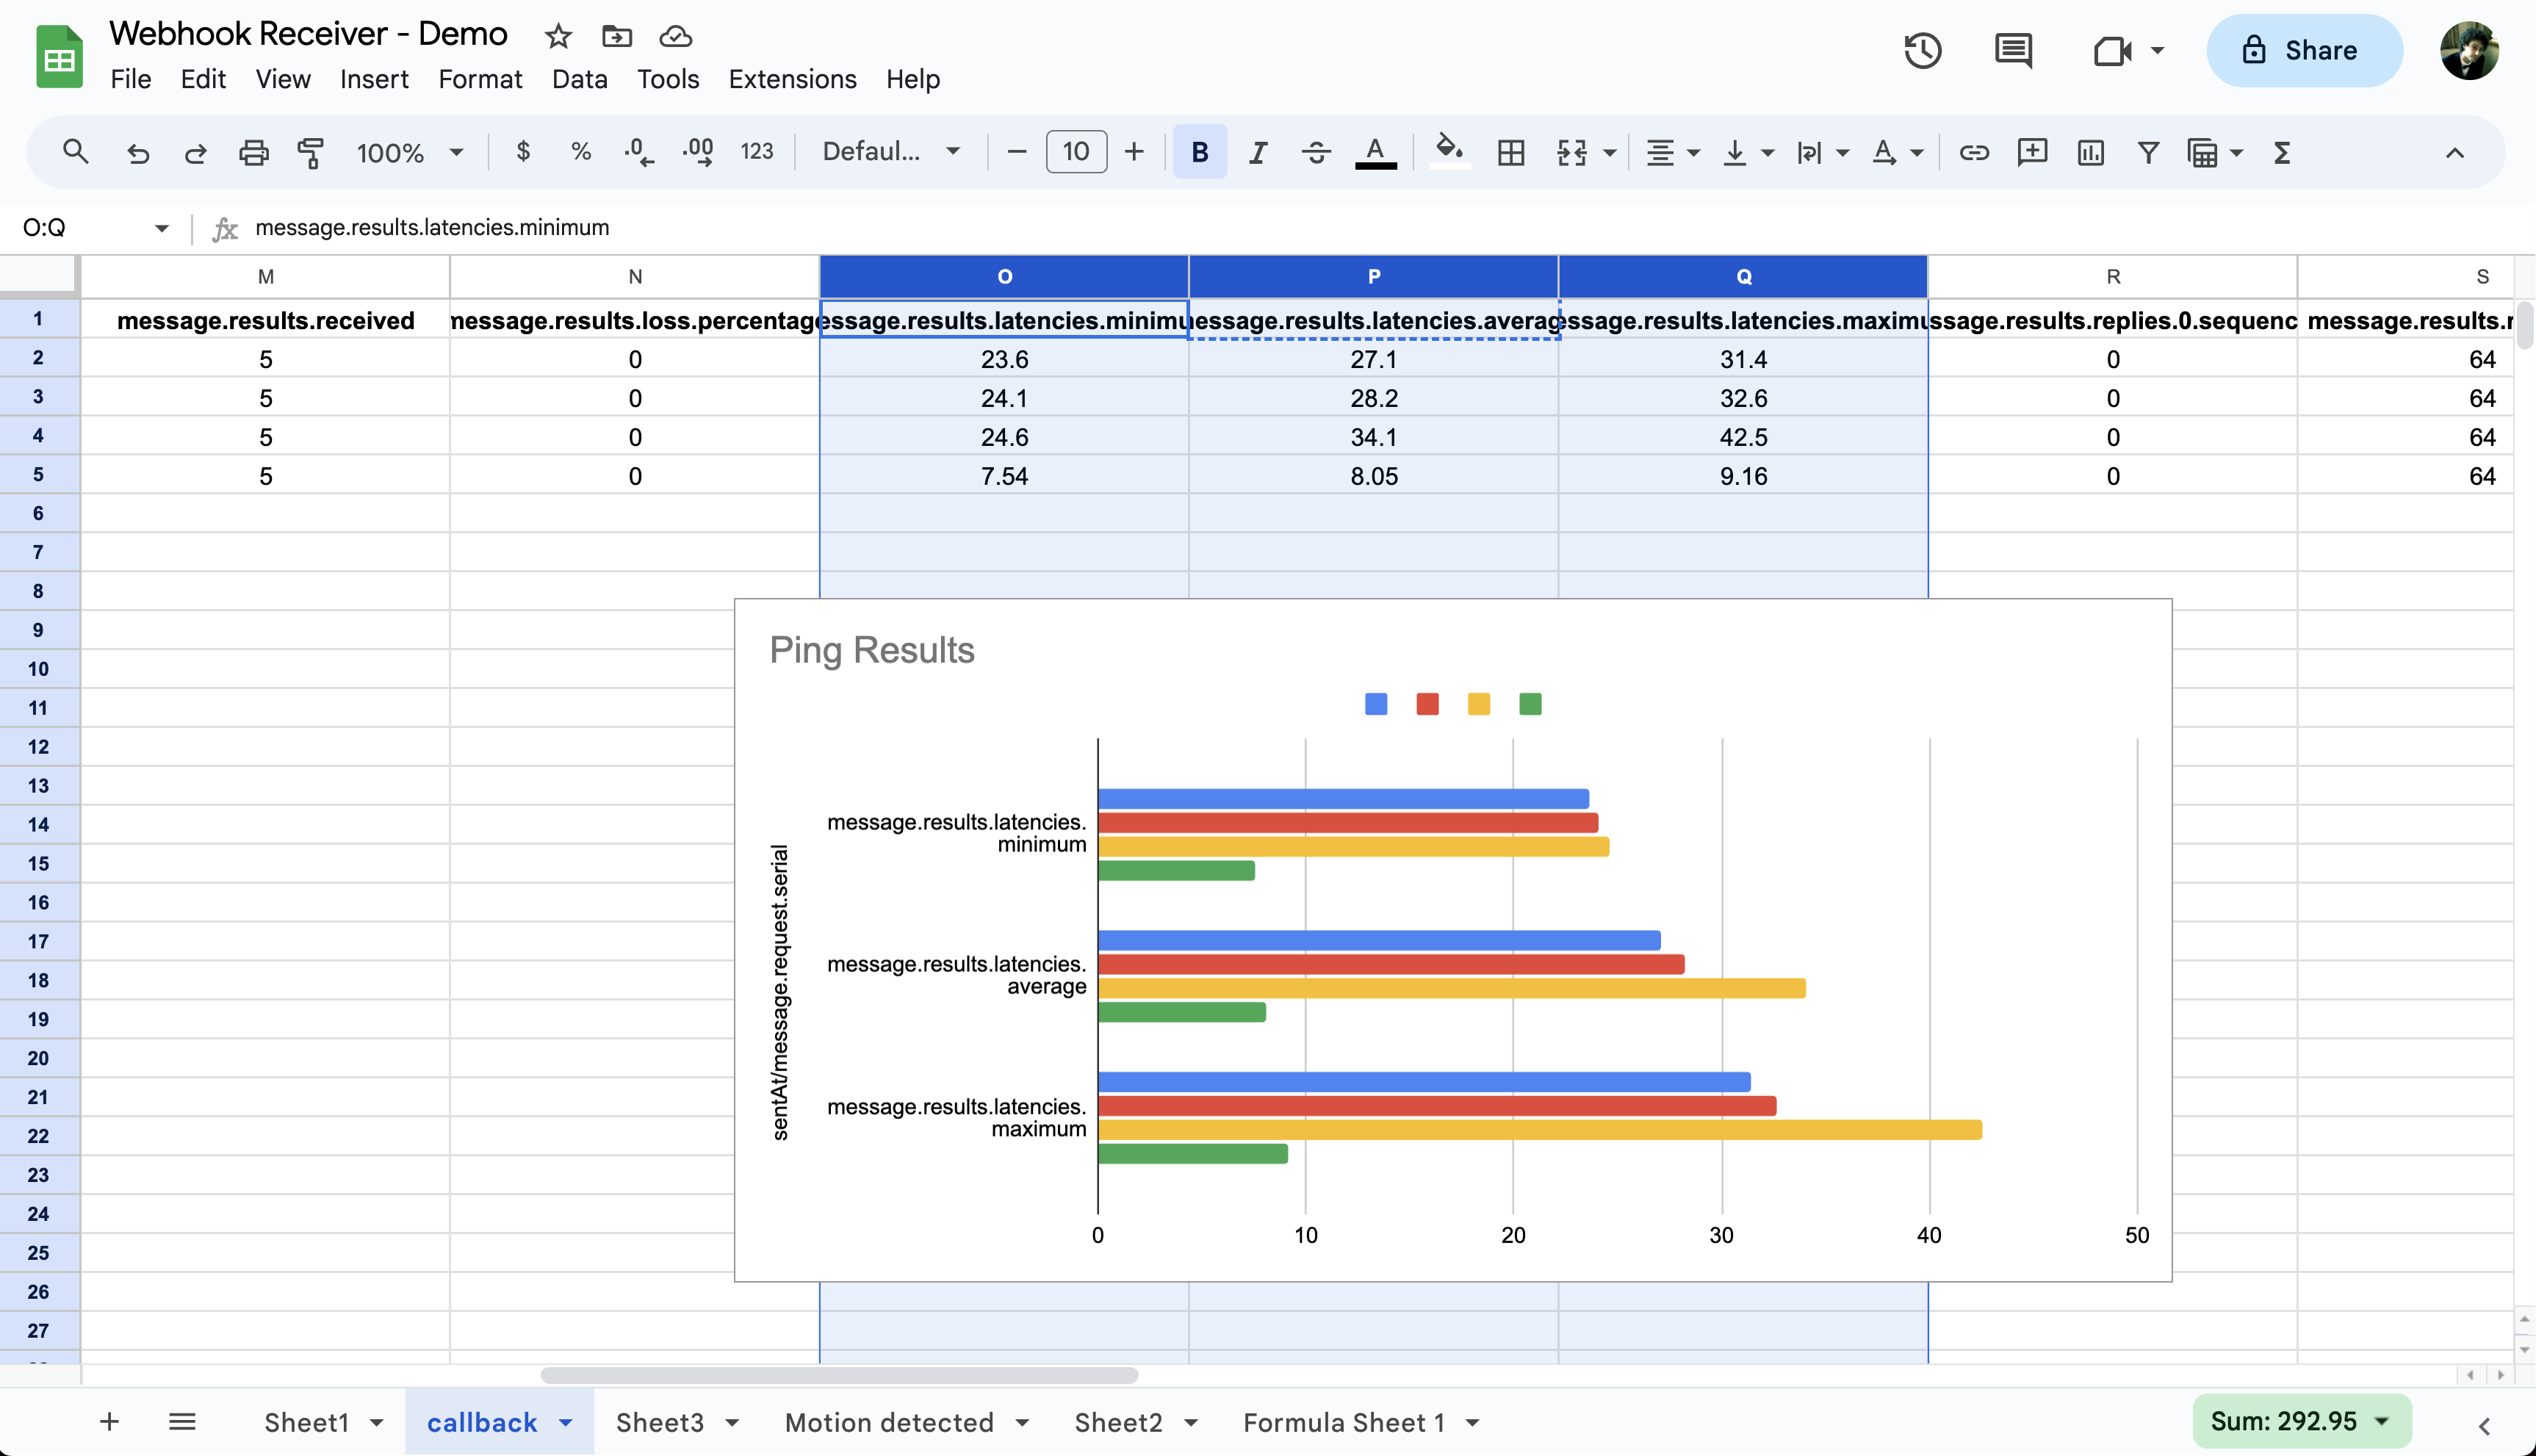 Webhook Receiver - Demo
File Edit View Insert Format Data Tools Extensions Help
Share
100% $ % .0 .00 123 Defaul... 10 B I A A Σ
O:Q fx message.results.latencies.minimum
M N O P Q R S
1 message.results.received message.results.loss.percentage essage.results.latencies.minimu essage.results.latencies.averag ssage.results.latencies.maximu ssage.results.replies.0.sequenc message.results.r
2 5 0 23.6 27.1 31.4 0 64
3 5 0 24.1 28.2 32.6 0 64
4 5 0 24.6 34.1 42.5 0 64
5 5 0 7.54 8.05 9.16 0 64
6
7
8
9
10
11
12
13
14
15
16
17
18
19
20
21
22
23
24
25
26
27
Ping Results
sentAt/message.request.serial
message.results.latencies.
minimum
message.results.latencies.
average
message.results.latencies.
maximum
0 10 20 30 40 50
Sheet1 callback Sheet3 Motion detected Sheet2 Formula Sheet 1 Sum: 292.95